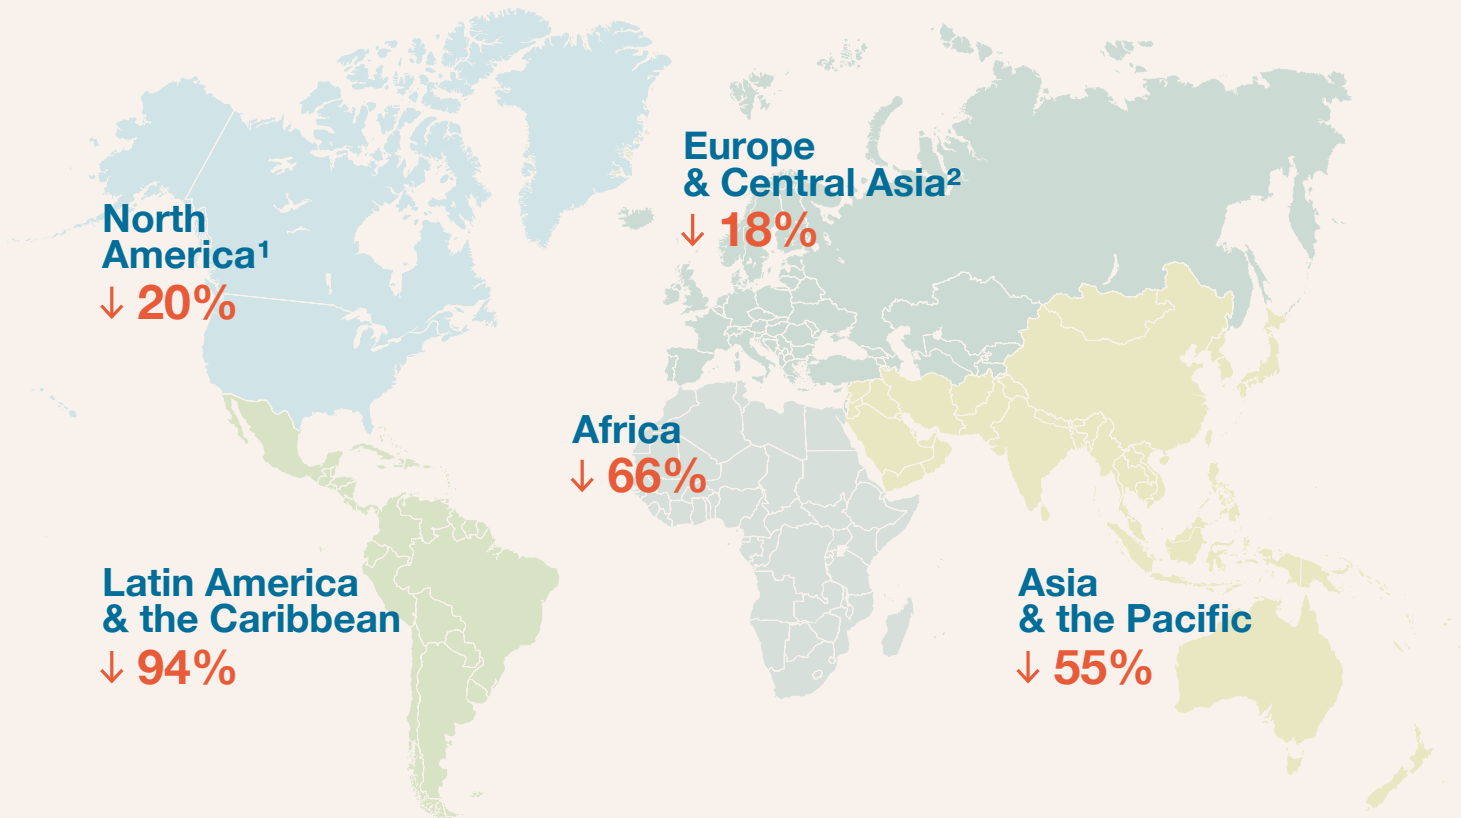 Europe
& Central Asia²
↓ 18%
North
America¹
↓ 20%
Africa
↓ 66%
Latin America
& the Caribbean
↓ 94%
Asia
& the Pacific
↓ 55%